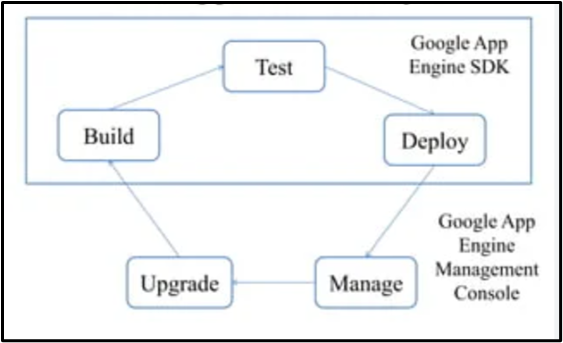 Google App
Engine SDK
Test
Build
Deploy
Google App
Engine
Management
Console
Upgrade
Manage